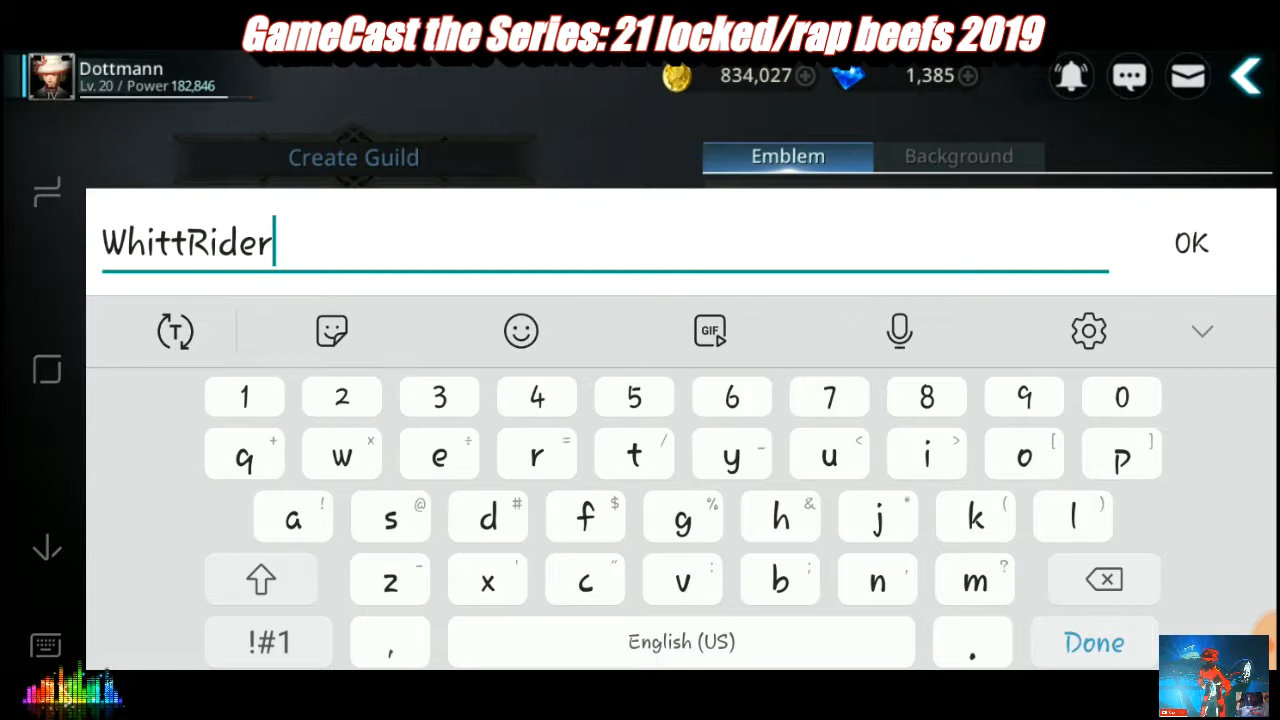 GameCast the Series: 21 locked/rap beefs 2019
Dottmann
Lv. 20 / Power 182,846
834,027
1,385
Create Guild
Emblem
Background
WhittRider
OK
T
GIF
1 2 3 4 5 6 7 8 9 0
q + w × e ÷ r = t / y _ u < i > o [ p ]
a ! s @ d # f $ g % h & j * k ( l )
z - x ' c " v : b ; n , m ?
!#1 , English (US) . Done